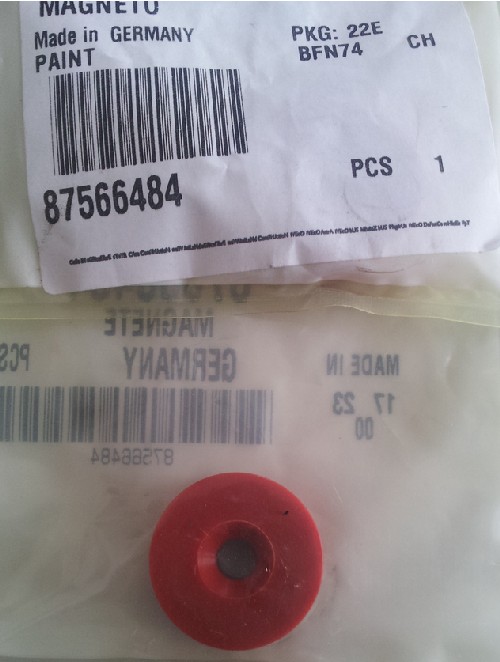 MAGNETO
Made in GERMANY
PAINT
PKG: 22E
BFN74
CH
PCS 1
87566484
MAGNETE
GERMANY
PCS
MADE IN
17 23
00
87566484